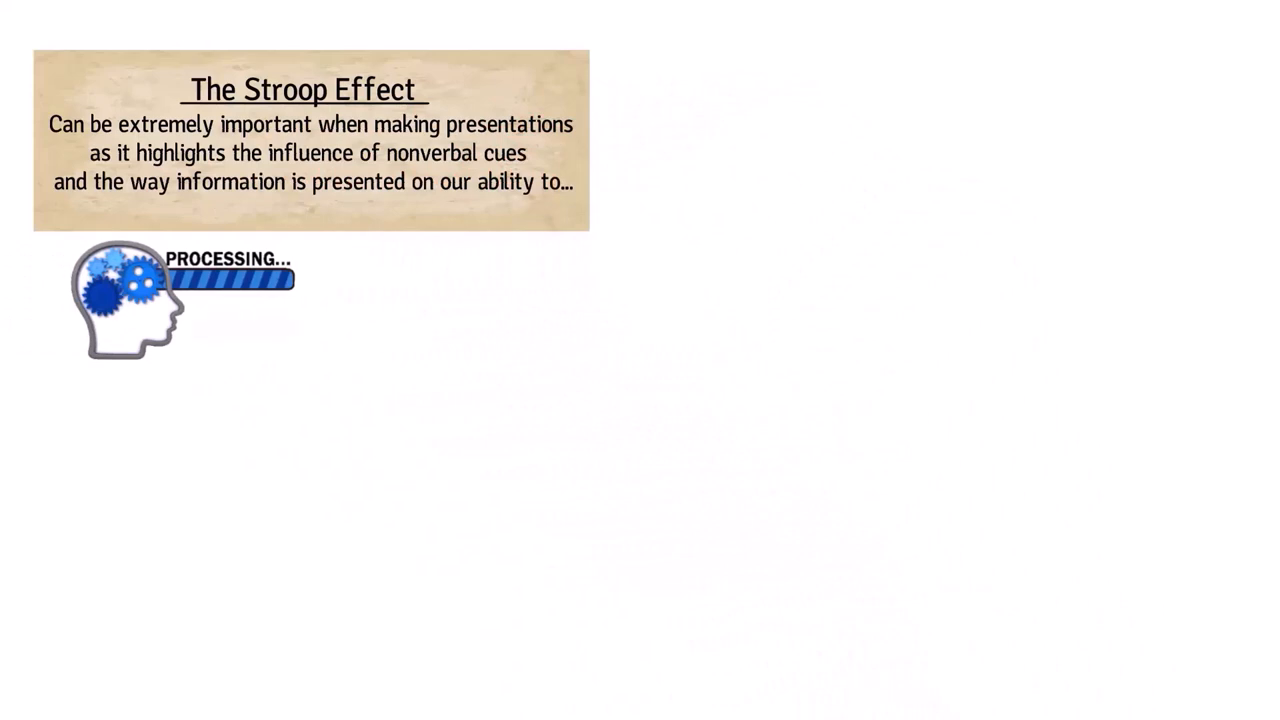 The Stroop Effect
Can be extremely important when making presentations
as it highlights the influence of nonverbal cues
and the way information is presented on our ability to...
PROCESSING...